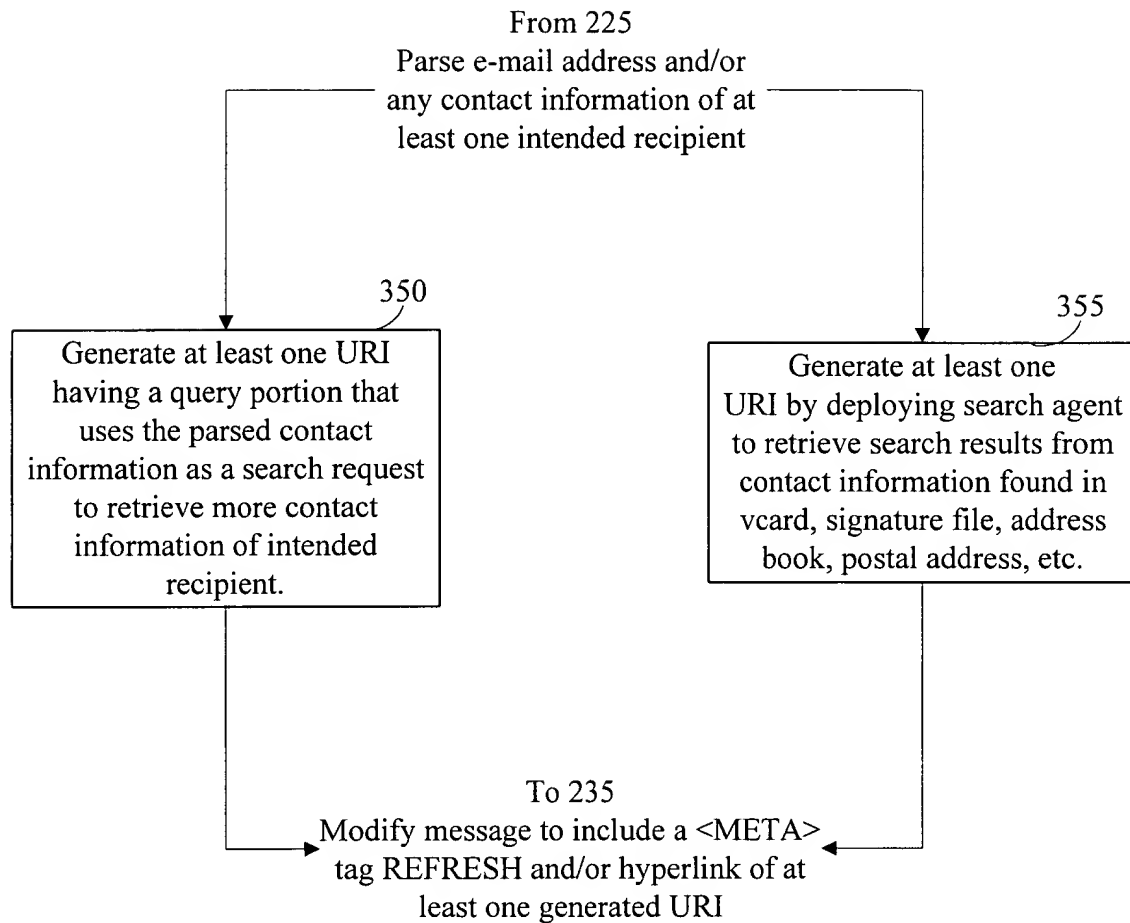 From 225
Parse e-mail address and/or
any contact information of at
least one intended recipient
350
Generate at least one URI
having a query portion that
uses the parsed contact
information as a search request
to retrieve more contact
information of intended
recipient.
355
Generate at least one
URI by deploying search agent
to retrieve search results from
contact information found in
vcard, signature file, address
book, postal address, etc.
To 235
Modify message to include a <META>
tag REFRESH and/or hyperlink of at
least one generated URI